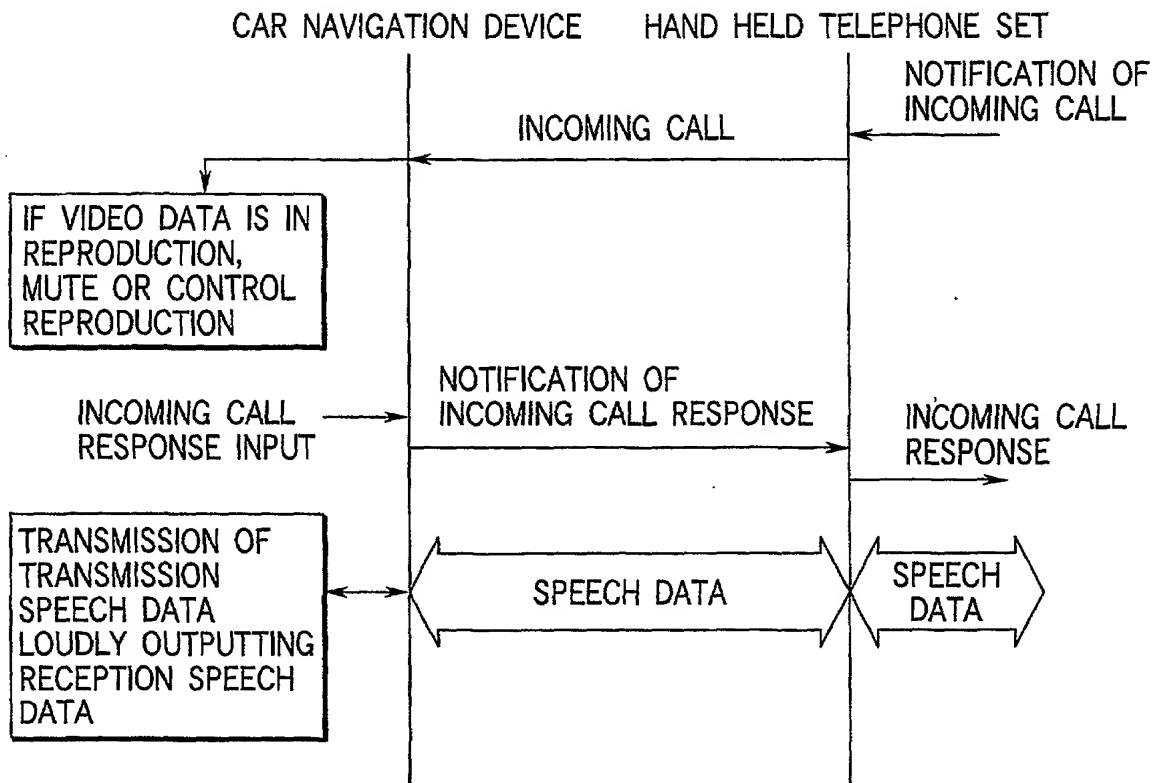 CAR NAVIGATION DEVICE
HAND HELD TELEPHONE SET
NOTIFICATION OF
INCOMING CALL
INCOMING CALL
IF VIDEO DATA IS IN
REPRODUCTION,
MUTE OR CONTROL
REPRODUCTION
INCOMING CALL
RESPONSE INPUT
NOTIFICATION OF
INCOMING CALL RESPONSE
INCOMING CALL
RESPONSE
TRANSMISSION OF
TRANSMISSION
SPEECH DATA
LOUDLY OUTPUTTING
RECEPTION SPEECH
DATA
SPEECH DATA
SPEECH
DATA